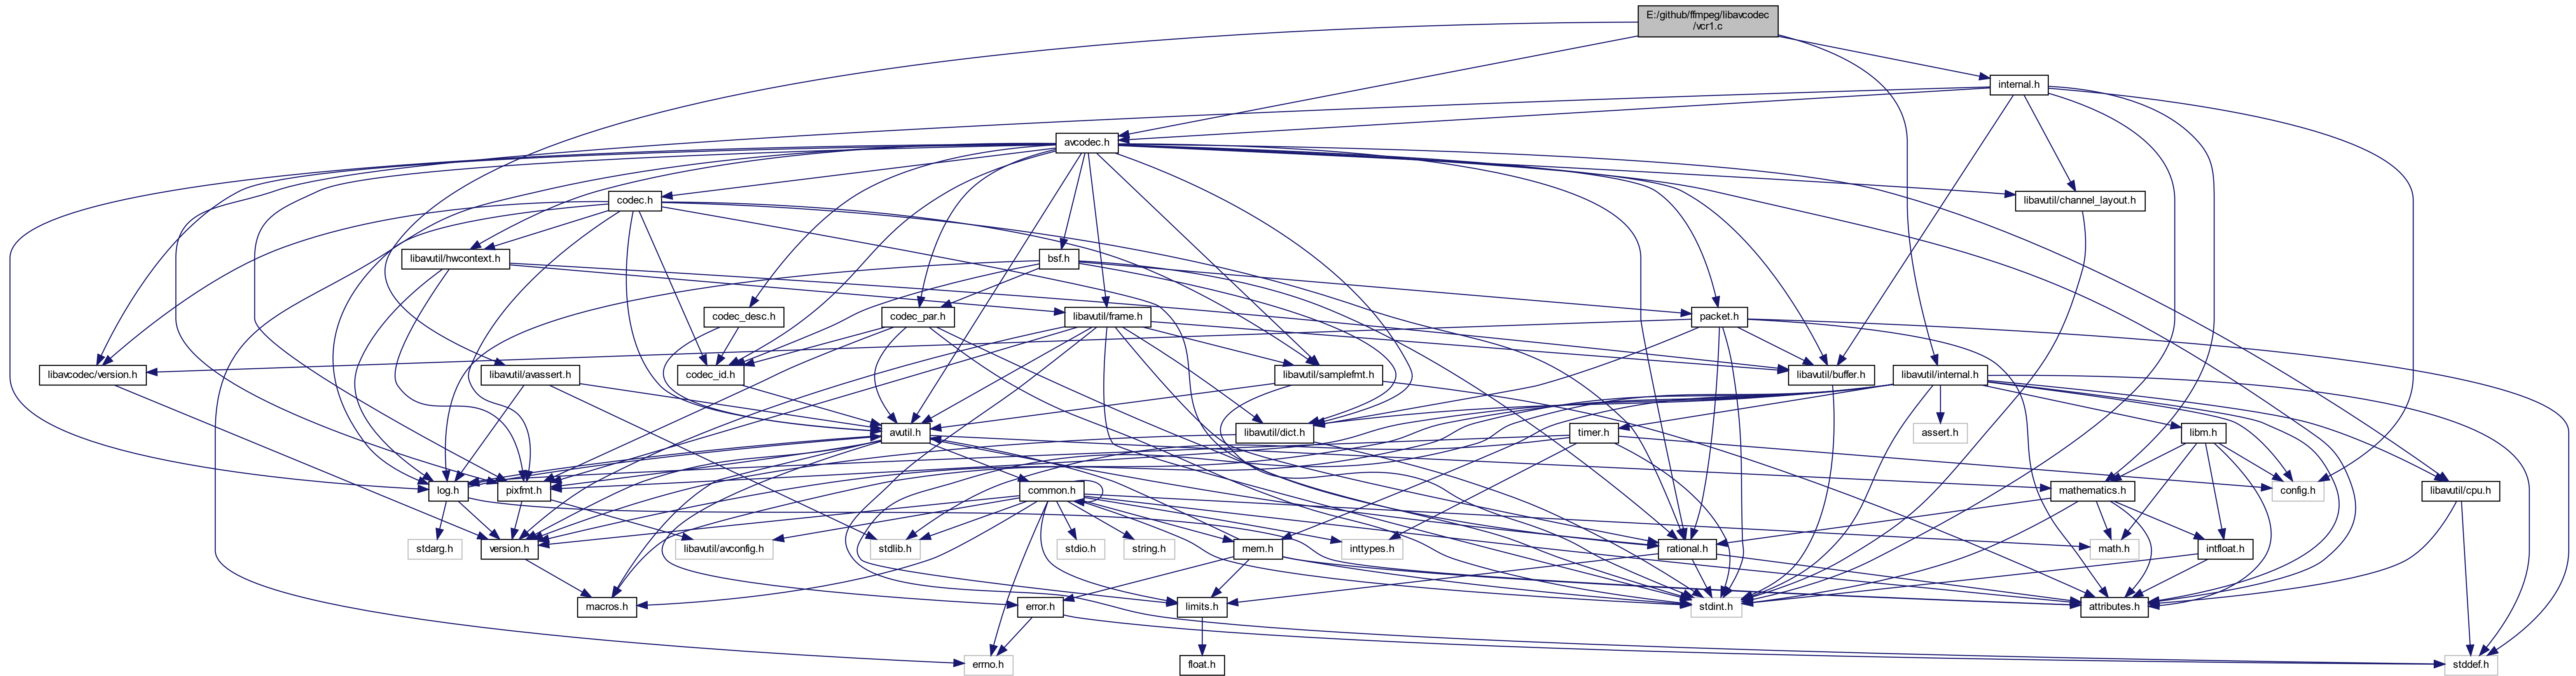 E:/github/ffmpeg/libavcodec
/vcr1.c
internal.h
avcodec.h
codec.h
libavutil/channel_layout.h
libavutil/hwcontext.h
bsf.h
codec_desc.h
codec_par.h
libavutil/frame.h
packet.h
libavcodec/version.h
libavutil/avassert.h
codec_id.h
libavutil/samplefmt.h
libavutil/buffer.h
libavutil/internal.h
avutil.h
libavutil/dict.h
timer.h
assert.h
libm.h
log.h
pixfmt.h
common.h
mathematics.h
config.h
libavutil/cpu.h
stdarg.h
version.h
libavutil/avconfig.h
stdlib.h
stdio.h
string.h
mem.h
inttypes.h
rational.h
math.h
intfloat.h
macros.h
error.h
limits.h
stdint.h
attributes.h
errno.h
float.h
stddef.h